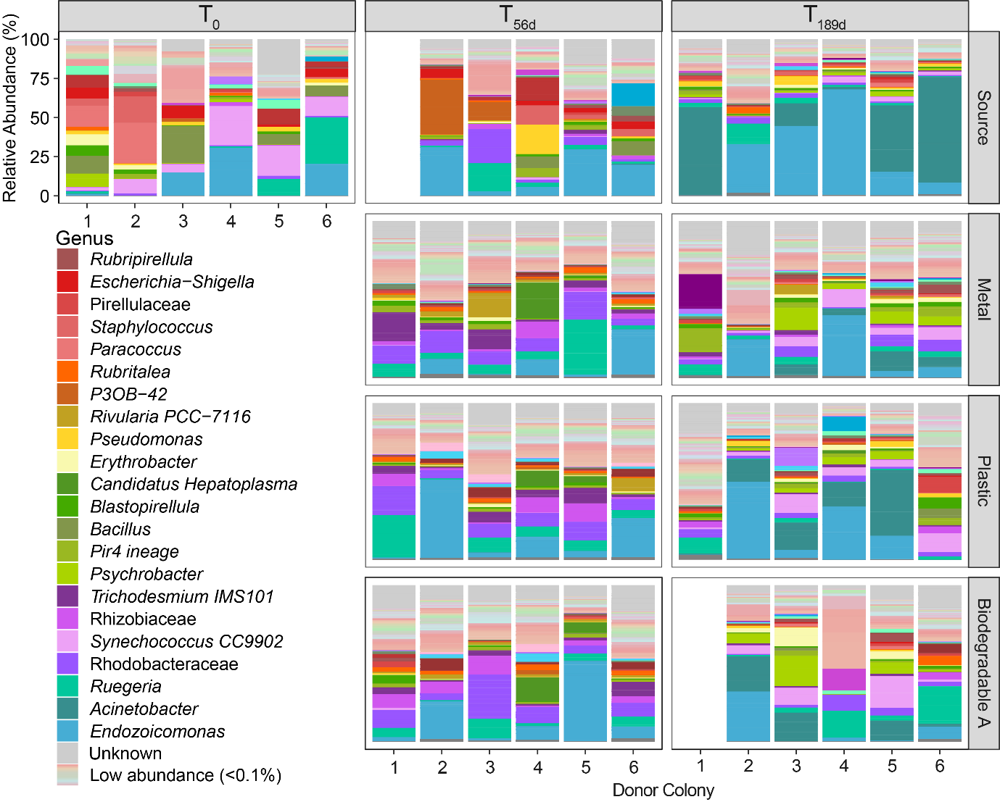 T0
T56d
T189d
Relative Abundance (%)
100
75
50
25
0
1 2 3 4 5 6
Source
Metal
Plastic
Biodegradable A
Genus
Rubripirellula
Escherichia−Shigella
Pirellulaceae
Staphylococcus
Paracoccus
Rubritalea
P3OB−42
Rivularia PCC−7116
Pseudomonas
Erythrobacter
Candidatus Hepatoplasma
Blastopirellula
Bacillus
Pir4 ineage
Psychrobacter
Trichodesmium IMS101
Rhizobiaceae
Synechococcus CC9902
Rhodobacteraceae
Ruegeria
Acinetobacter
Endozoicomonas
Unknown
Low abundance (<0.1%)
1 2 3 4 5 6
1 2 3 4 5 6
Donor Colony